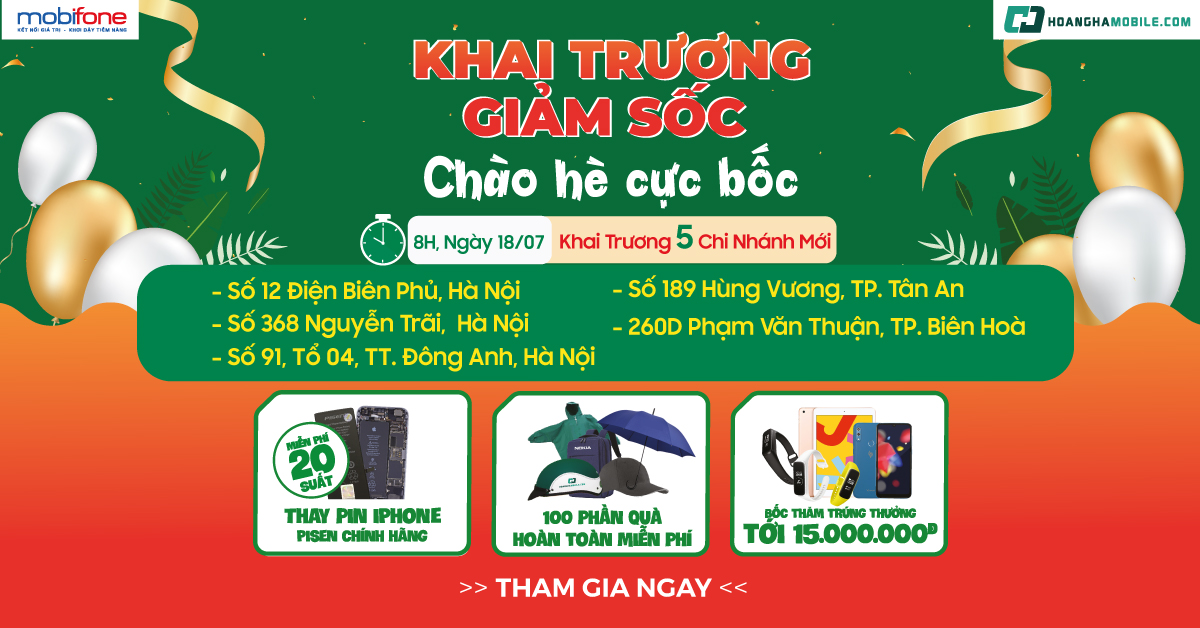 mobifone
KẾT NỐI GIÁ TRỊ - KHƠI DẬY TIỀM NĂNG
HOANGHAMOBILE.COM
KHAI TRƯƠNG
GIẢM SỐC
Chào hè cực bốc
8H, Ngày 18/07
Khai Trương 5 Chi Nhánh Mới
- Số 12 Điện Biên Phủ, Hà Nội
- Số 368 Nguyễn Trãi, Hà Nội
- Số 91, Tổ 04, TT. Đông Anh, Hà Nội
- Số 189 Hùng Vương, TP. Tân An
- 260D Phạm Văn Thuận, TP. Biên Hoà
MIỄN PHÍ
20
SUẤT
THAY PIN IPHONE
PISEN CHÍNH HÃNG
NOKIA
HOANGHAMOBILE.COM
100 PHẦN QUÀ
HOÀN TOÀN MIỄN PHÍ
BỐC THĂM TRÚNG THƯỞNG
TỚI 15.000.000Đ
>> THAM GIA NGAY <<